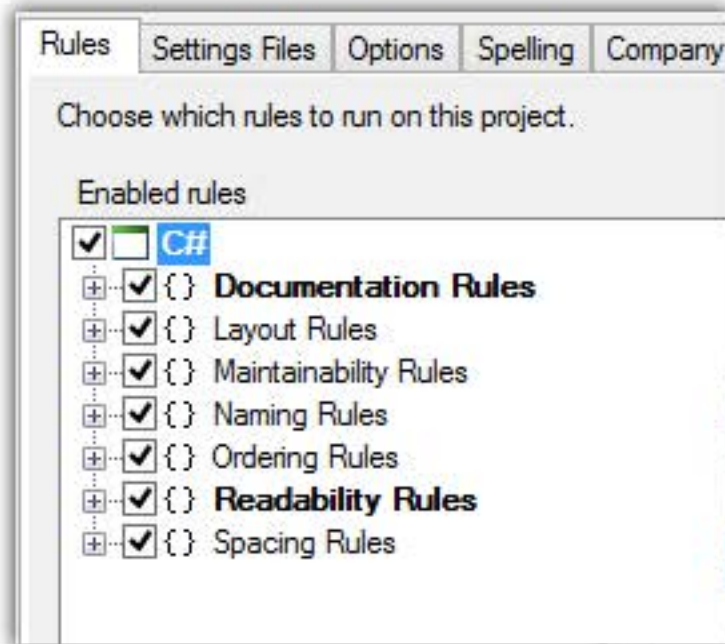 Rules Settings Files Options Spelling Company
Choose which rules to run on this project.
Enabled rules
C#
{} Documentation Rules
{} Layout Rules
{} Maintainability Rules
{} Naming Rules
{} Ordering Rules
{} Readability Rules
{} Spacing Rules